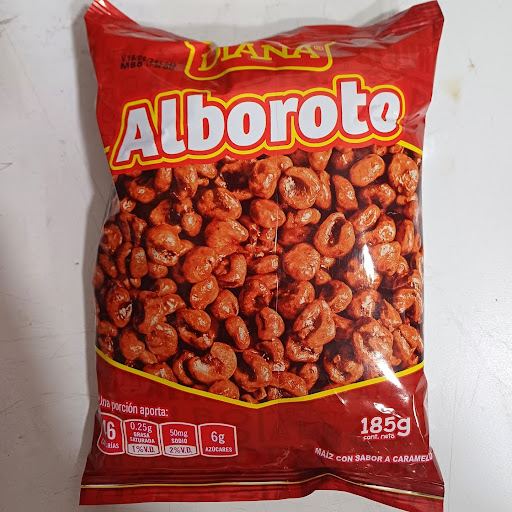 DIANA®
Alboroto
Una porción aporta:
0.25g
GRASA
SATURADA
1% V.D.
50mg
SODIO
2% V.D.
6g
AZÚCARES
185g
cont. neto
MAÍZ CON SABOR A CARAMELO